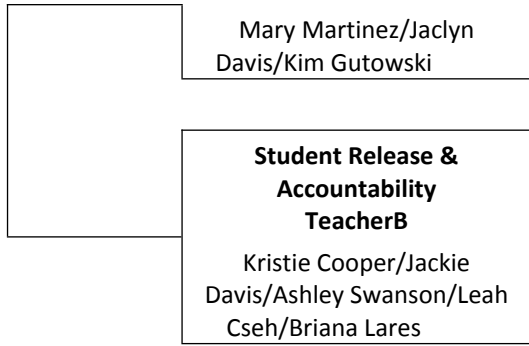 Mary Martinez/Jaclyn
Davis/Kim Gutowski
Student Release &
Accountability
TeacherB
Kristie Cooper/Jackie
Davis/Ashley Swanson/Leah
Cseh/Briana Lares